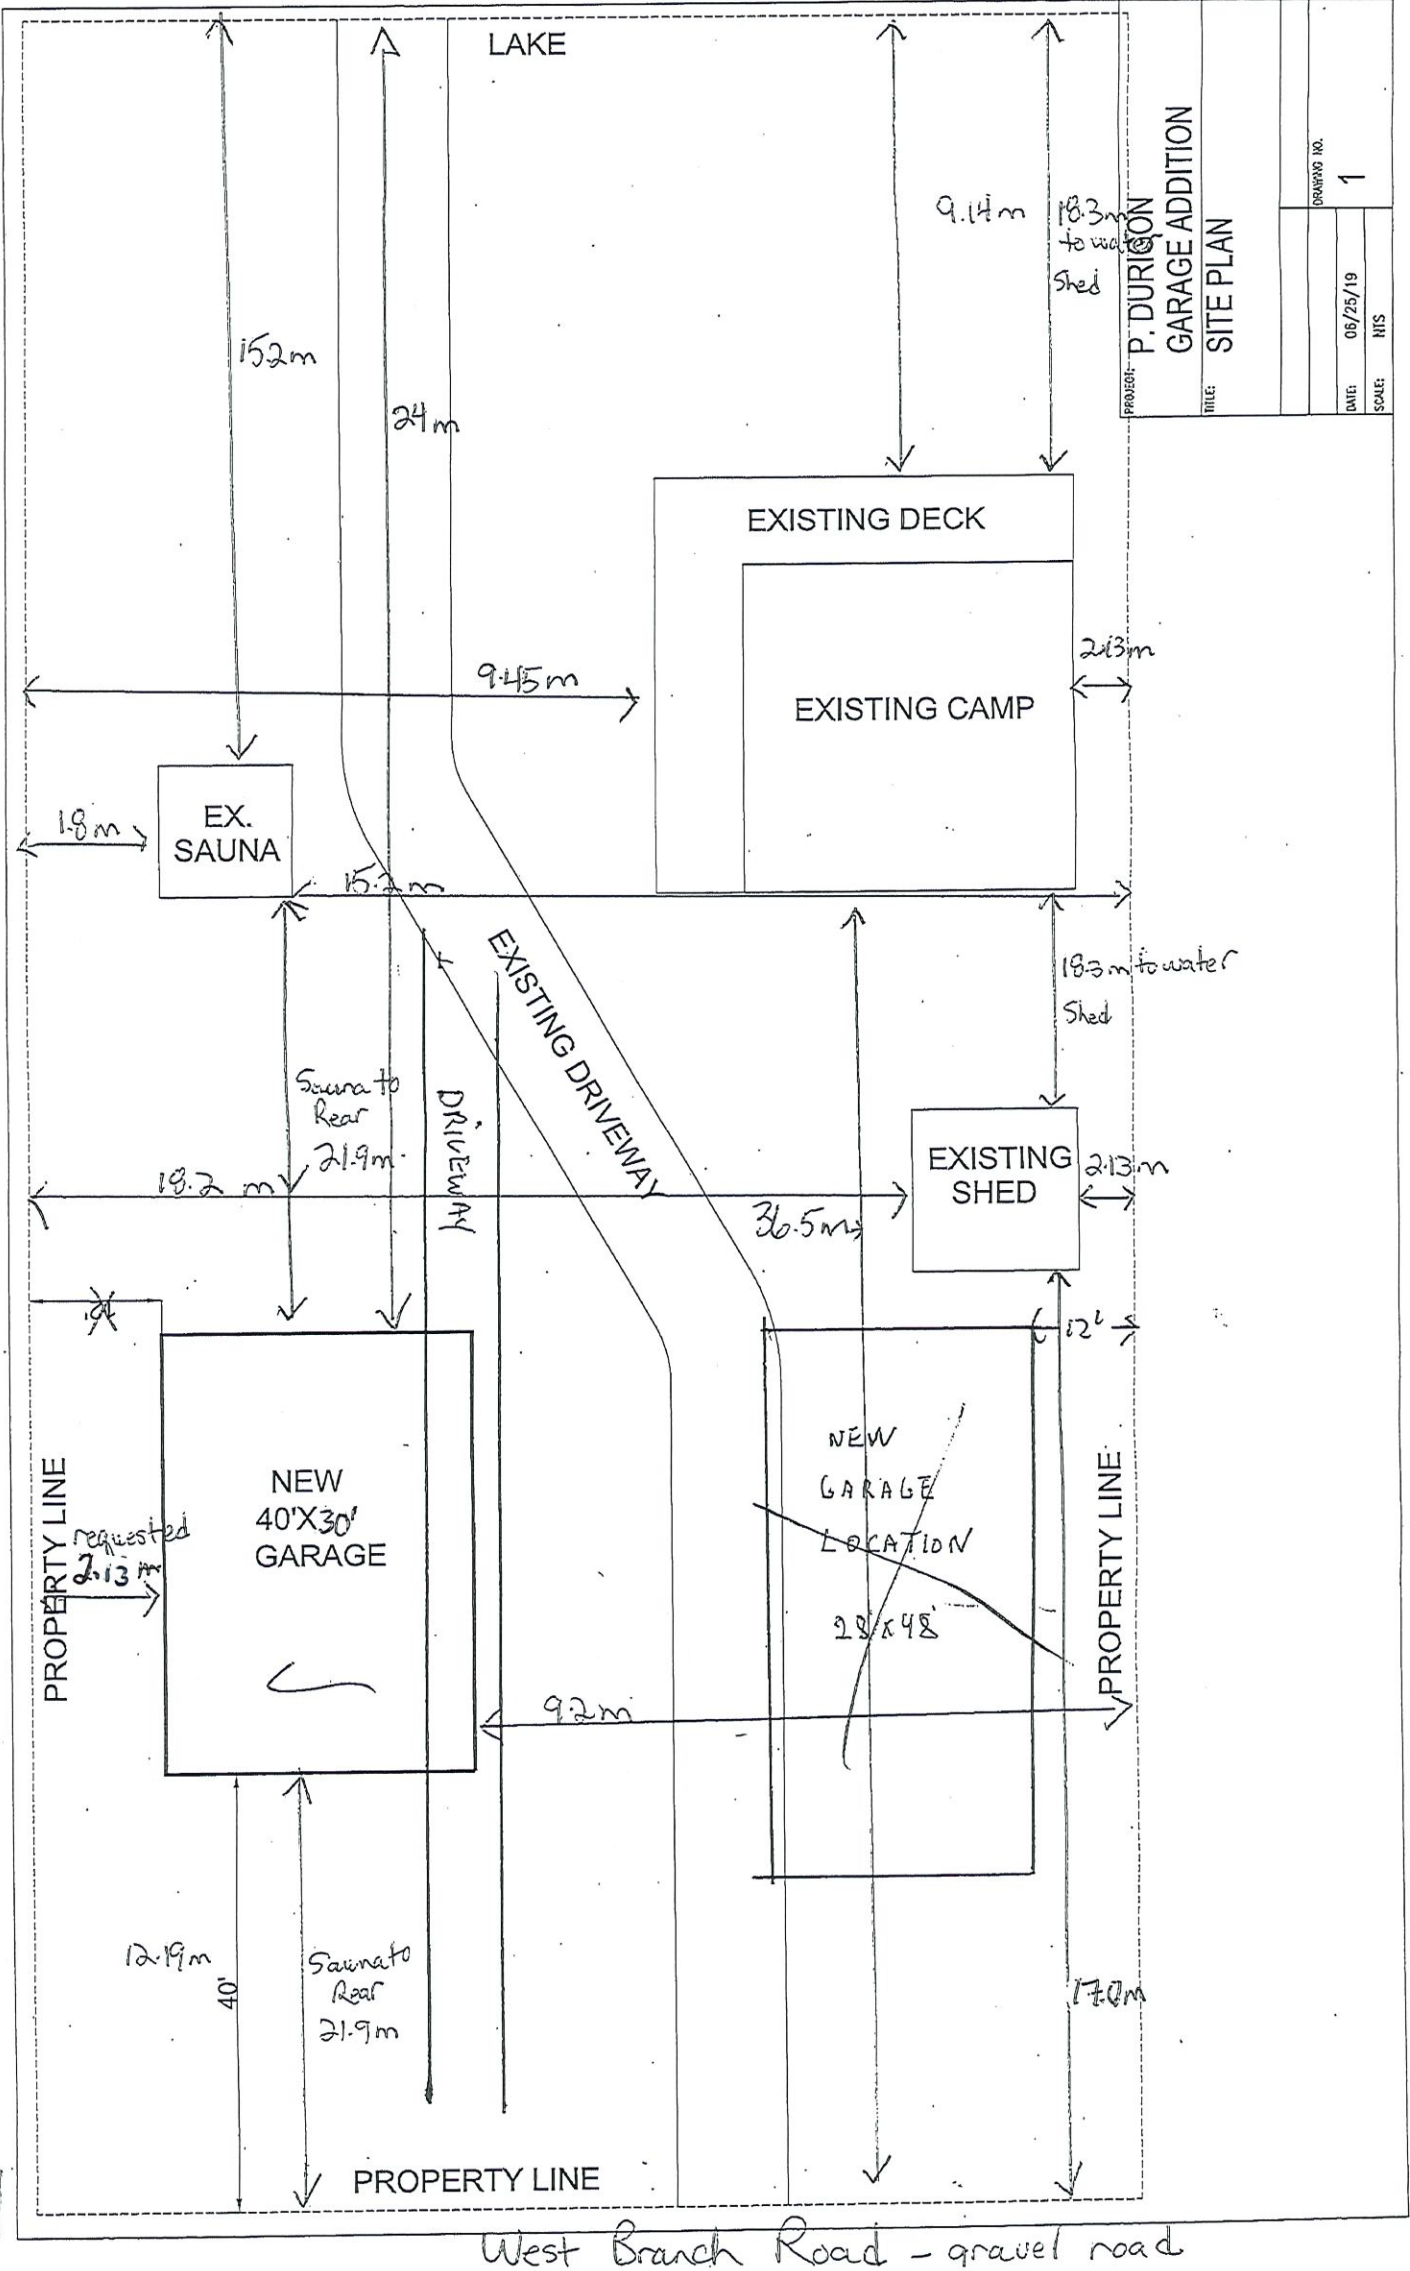 LAKE
PROJECT:
P. DURIGON
GARAGE ADDITION
TITLE:
SITE PLAN
DATE:
06/25/19
SCALE:
NTS
DRAWING NO.
1
9.14m
18.3m
to water
Shed
152m
24m
EXISTING DECK
9.45m
EXISTING CAMP
2.13m
EX.
SAUNA
1.8m
15.2m
EXISTING DRIVEWAY
18.3m to water
Shed
Sauna to
Rear
21.9m
DRIVEWAY
EXISTING
SHED
2.13m
18.2 m
36.5m
12'
NEW
40'X30'
GARAGE
NEW
GARAGE
LOCATION
28'x48'
PROPERTY LINE
requested
2.13 m
PROPERTY LINE
9.2m
12.19m
40'
Sauna to
Rear
21.9m
17.0m
PROPERTY LINE
West Branch Road - gravel road